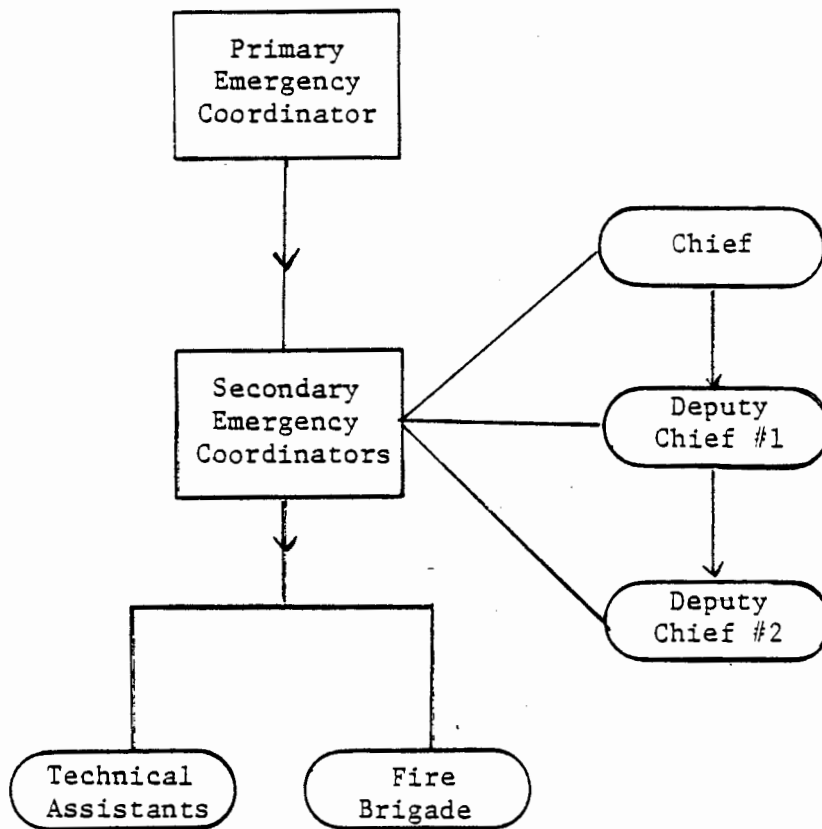 Primary
Emergency
Coordinator
Chief
Secondary
Emergency
Coordinators
Deputy
Chief #1
Deputy
Chief #2
Technical
Assistants
Fire
Brigade